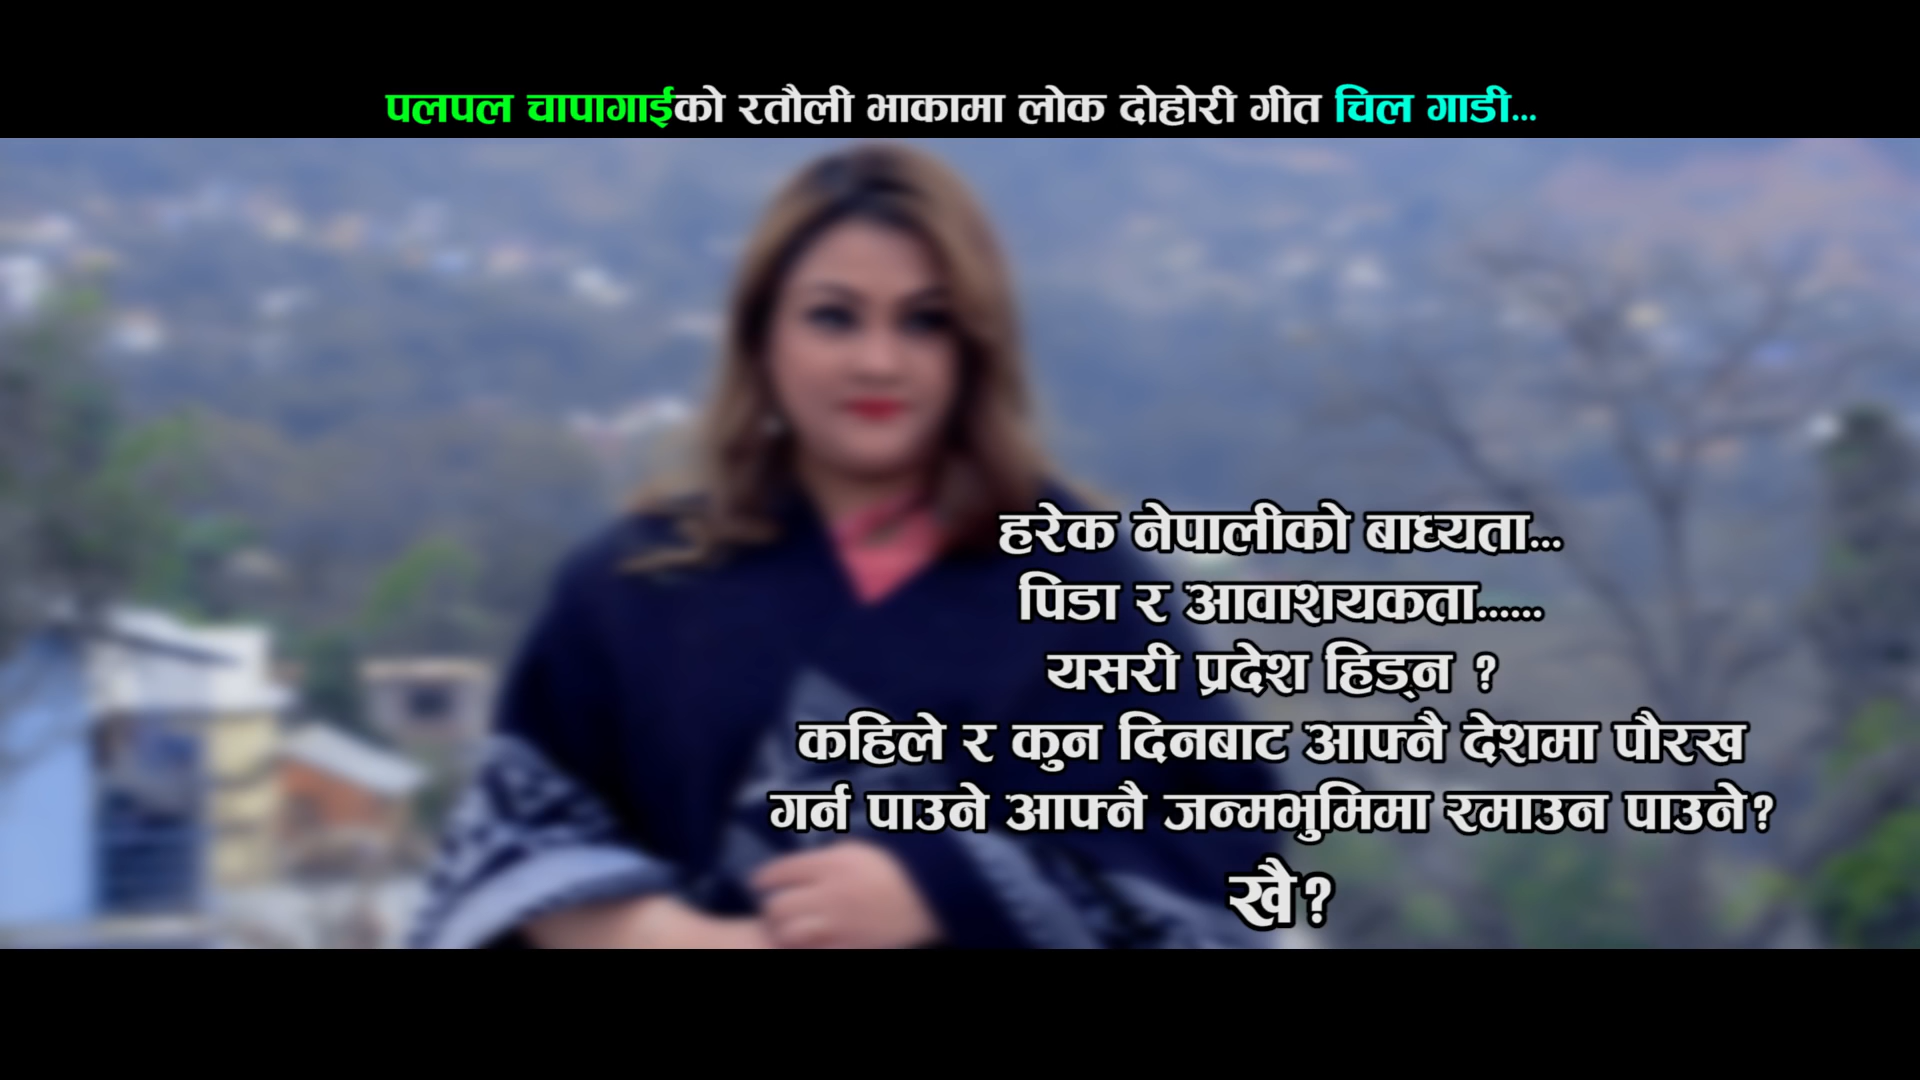 पलपल चापागाईको रतौली भाकामा लोक दोहोरी गीत चिल गाडी...
हरेक नेपालीको बाध्यता...
पिडा र आवाशयकता......
यसरी प्रदेश हिड्न ?
कहिले र कुन दिनबाट आफ्नै देशमा पौरख
गर्न पाउने आफ्नै जन्मभुमिमा रमाउन पाउने?
खै?